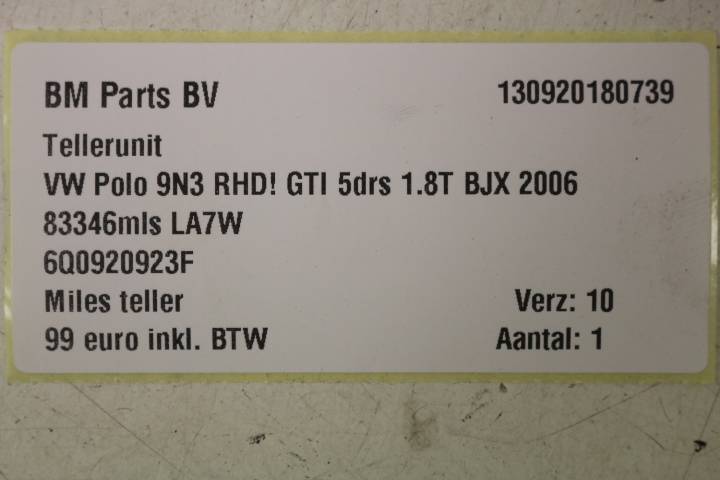 BM Parts BV 130920180739
Tellerunit
VW Polo 9N3 RHD! GTI 5drs 1.8T BJX 2006
83346mls LA7W
6Q0920923F
Miles teller Verz: 10
99 euro inkl. BTW Aantal: 1